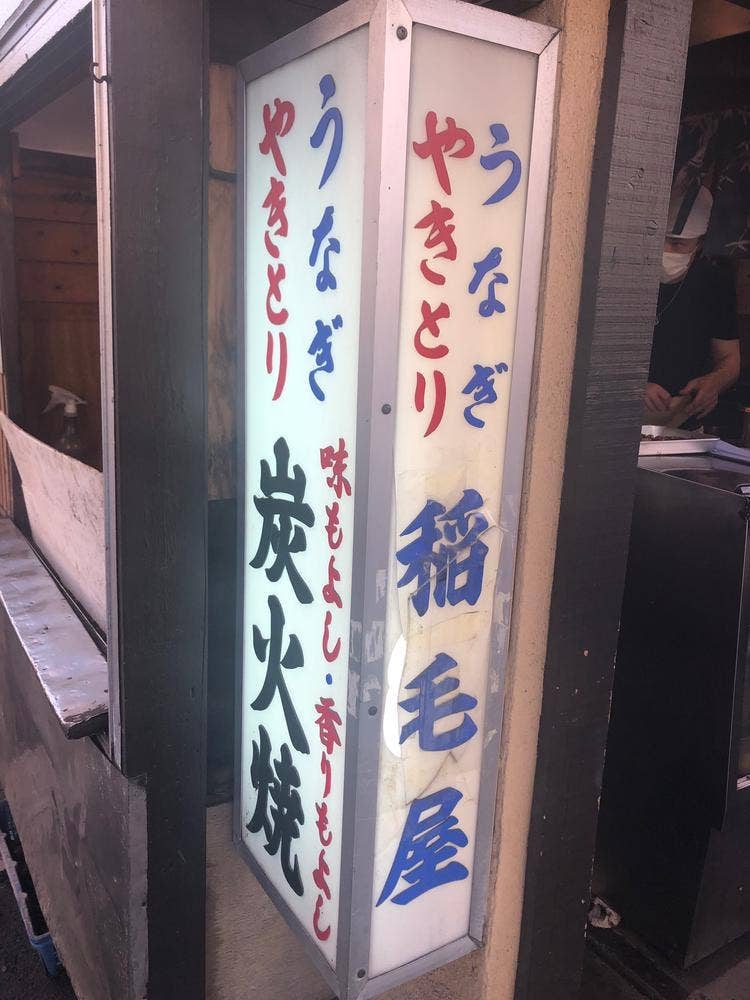 うなぎ
やきとり
味もよし・香りもよし
炭火焼
うなぎ
やきとり
稲毛屋